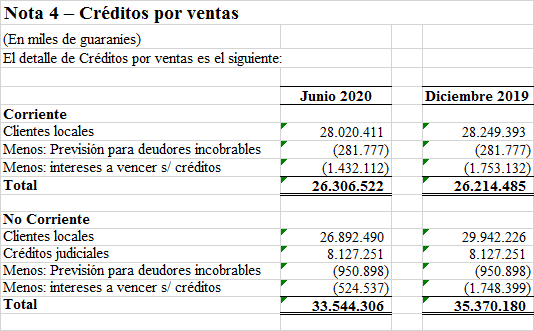 Nota 4 – Créditos por ventas
(En miles de guaranies)
El detalle de Créditos por ventas es el siguiente:
Junio 2020 Diciembre 2019
Corriente
Clientes locales 28.020.411 28.249.393
Menos: Previsión para deudores incobrables (281.777) (281.777)
Menos: intereses a vencer s/ créditos (1.432.112) (1.753.132)
Total 26.306.522 26.214.485
No Corriente
Clientes locales 26.892.490 29.942.226
Créditos judiciales 8.127.251 8.127.251
Menos: Previsión para deudores incobrables (950.898) (950.898)
Menos: intereses a vencer s/ créditos (524.537) (1.748.399)
Total 33.544.306 35.370.180